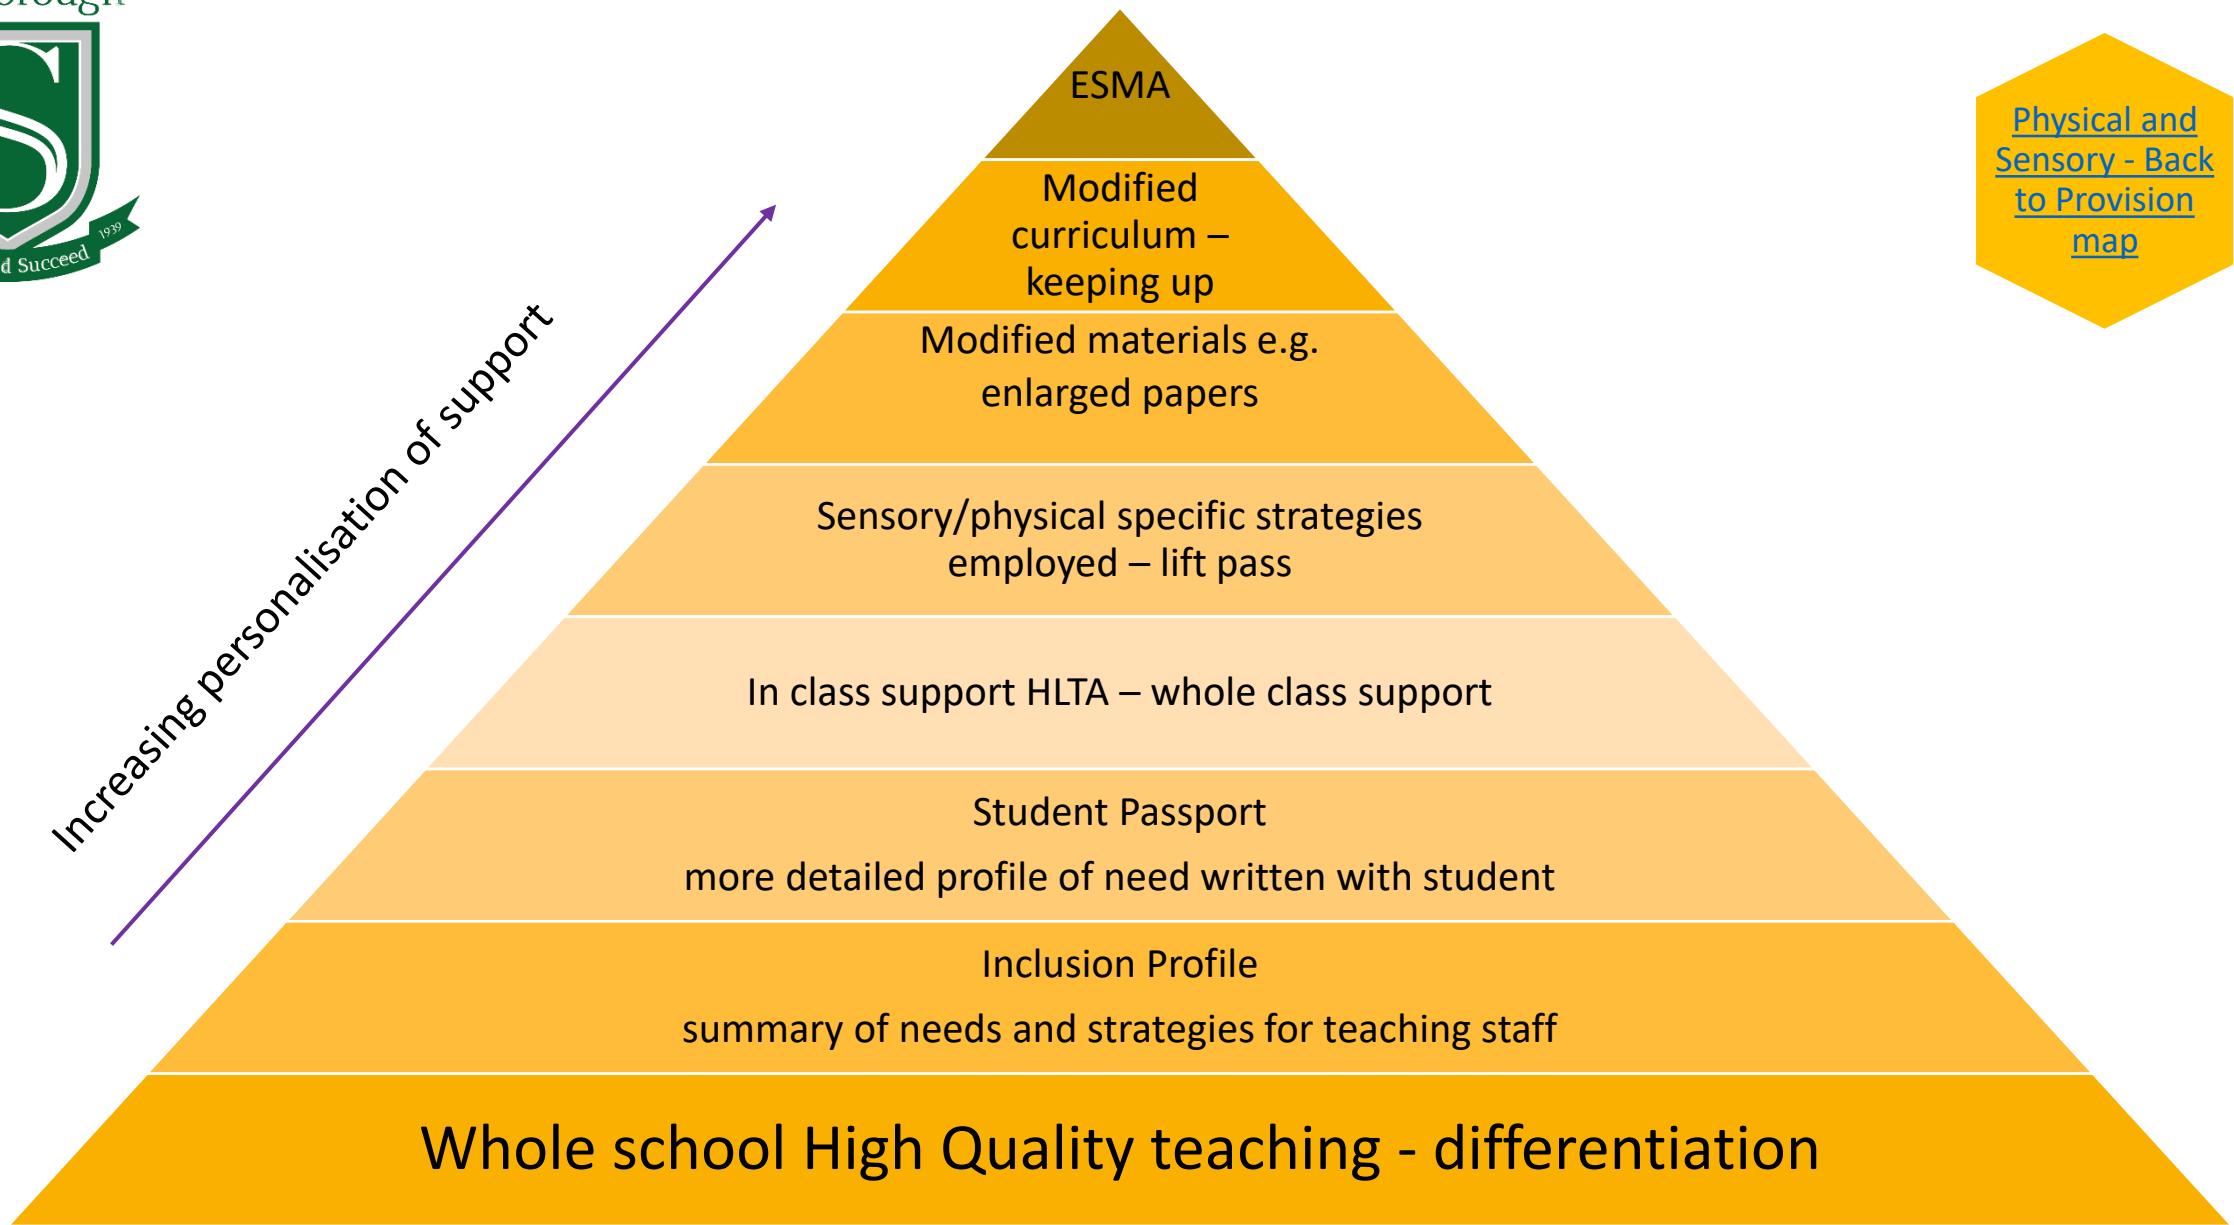 1939
d Succeed
ESMA
Physical and
Sensory - Back
to Provision
map
Modified
curriculum –
keeping up
Modified materials e.g.
enlarged papers
Increasing personalisation of support
Sensory/physical specific strategies
employed – lift pass
In class support HLTA – whole class support
Student Passport
more detailed profile of need written with student
Inclusion Profile
summary of needs and strategies for teaching staff
Whole school High Quality teaching - differentiation